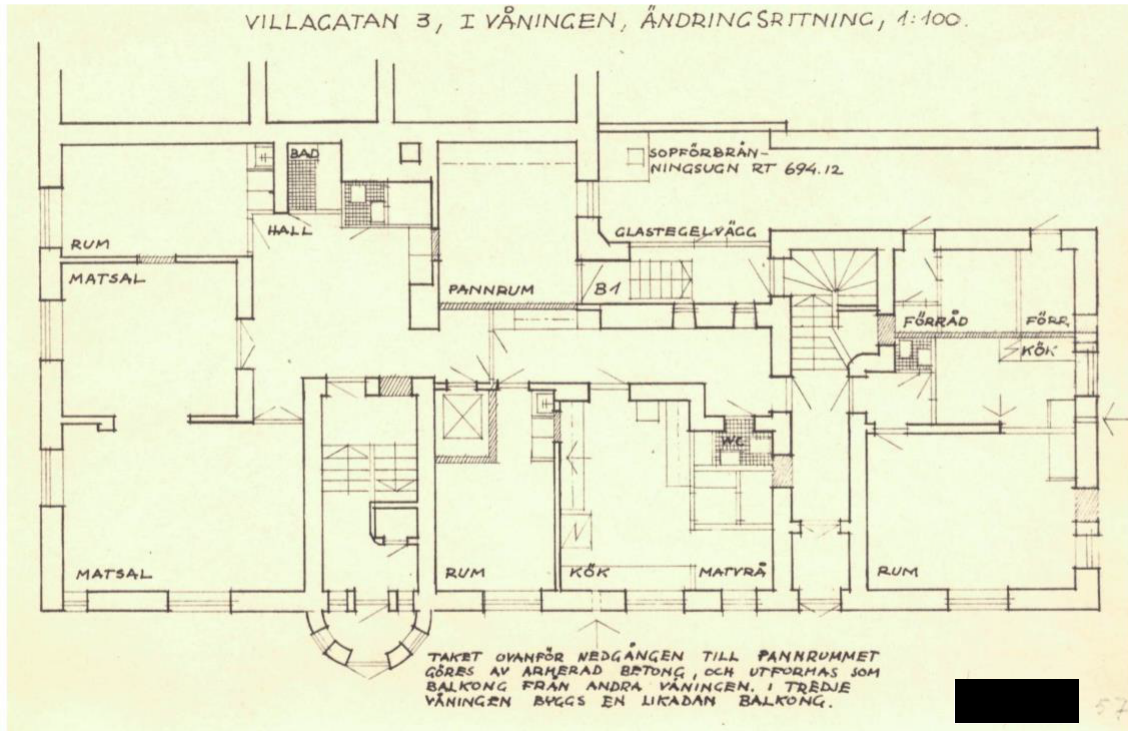 VILLAGATAN 3, I VÅNINGEN, ÄNDRINGSRITNING, 1:100.
BAD
SOPFÖRBRÄN-
NINGSUGN RT 694.12
RUM
HALL
GLASTEGELVÄGG
MATSAL
PANNRUM
B1
FÖRRÅD
FÖRR.
KÖK
WC
MATSAL
RUM
KÖK
MATVRÅ
RUM
TAKET OVANFÖR NEDGÅNGEN TILL PANNRUMMET
GÖRES AV ARMERAD BETONG, OCH UTFORMAS SOM
BALKONG FRÅN ANDRA VÅNINGEN. I TREDJE
VÅNINGEN BYGGS EN LIKADAN BALKONG.
57